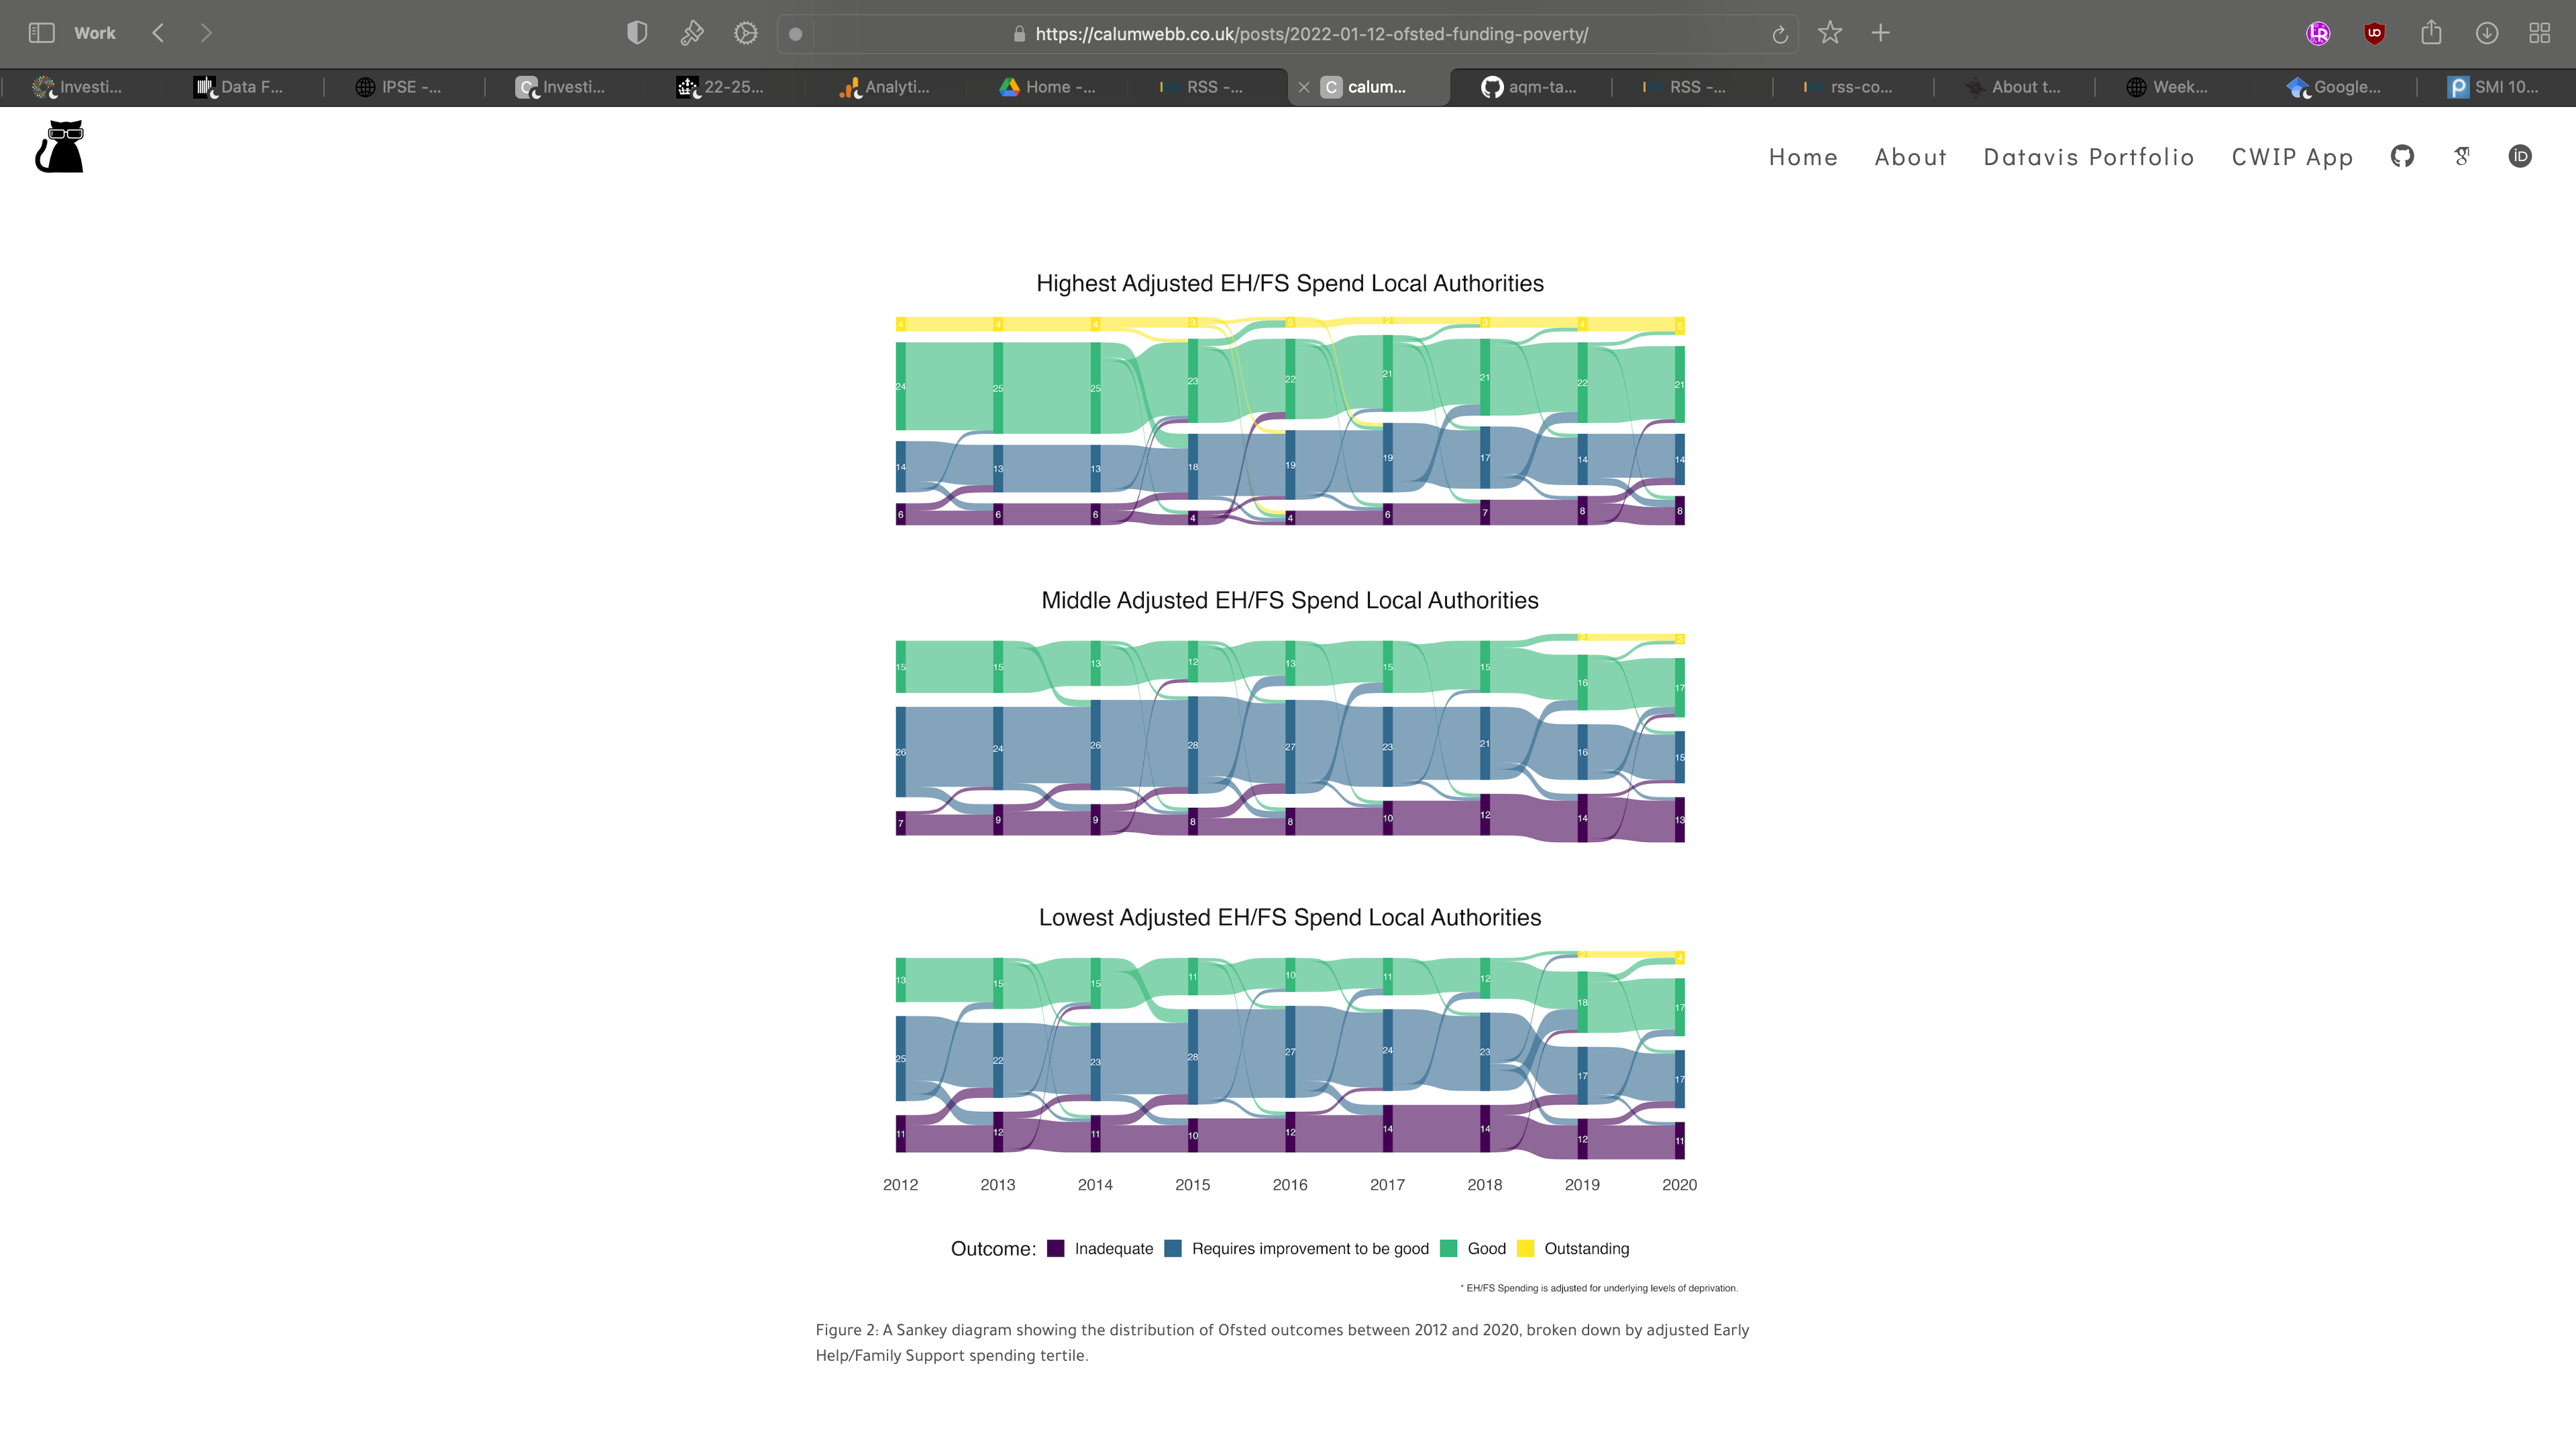 Work
https://calumwebb.co.uk/posts/2022-01-12-ofsted-funding-poverty/
Investi...
Data F...
IPSE -...
Investi...
22-25...
Analyti...
Home -...
RSS -...
calum...
aqm-ta...
RSS -...
rss-co...
About t...
Week...
Google...
SMI 10...
Home About Datavis Portfolio CWIP App
Highest Adjusted EH/FS Spend Local Authorities
4 4 4 3 3 2 3 4 5
24 25 25 23 22 21 21 22 21
14 13 13 18 19 19 17 14 14
6 6 6 4 4 6 7 8 8
Middle Adjusted EH/FS Spend Local Authorities
2 3
15 15 13 12 13 15 15 16 17
26 24 26 28 27 23 21 16 15
7 9 9 8 8 10 12 14 13
Lowest Adjusted EH/FS Spend Local Authorities
2 4
13 15 15 11 10 11 12 18 17
25 22 23 28 27 24 23 17 17
11 12 11 10 12 14 14 12 11
2012 2013 2014 2015 2016 2017 2018 2019 2020
Outcome: Inadequate Requires improvement to be good Good Outstanding
* EH/FS Spending is adjusted for underlying levels of deprivation.
Figure 2: A Sankey diagram showing the distribution of Ofsted outcomes between 2012 and 2020, broken down by adjusted Early
Help/Family Support spending tertile.